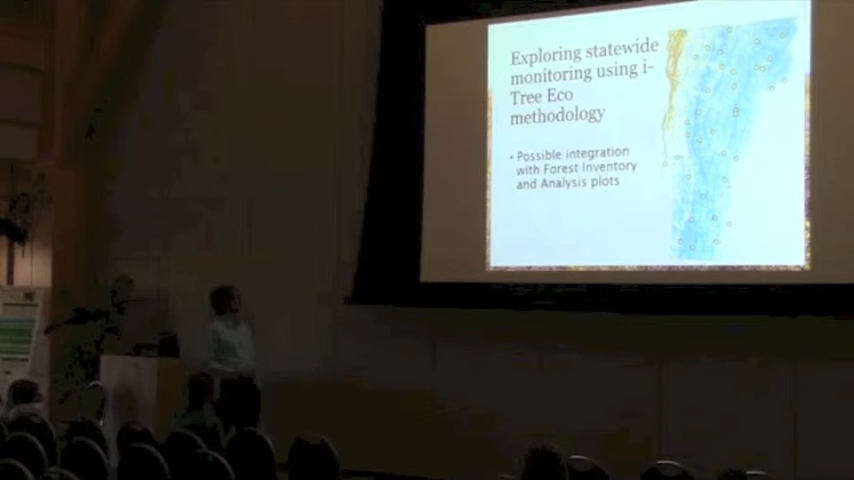 Exploring statewide
monitoring using i-
Tree Eco
methodology
• Possible integration
with Forest Inventory
and Analysis plots